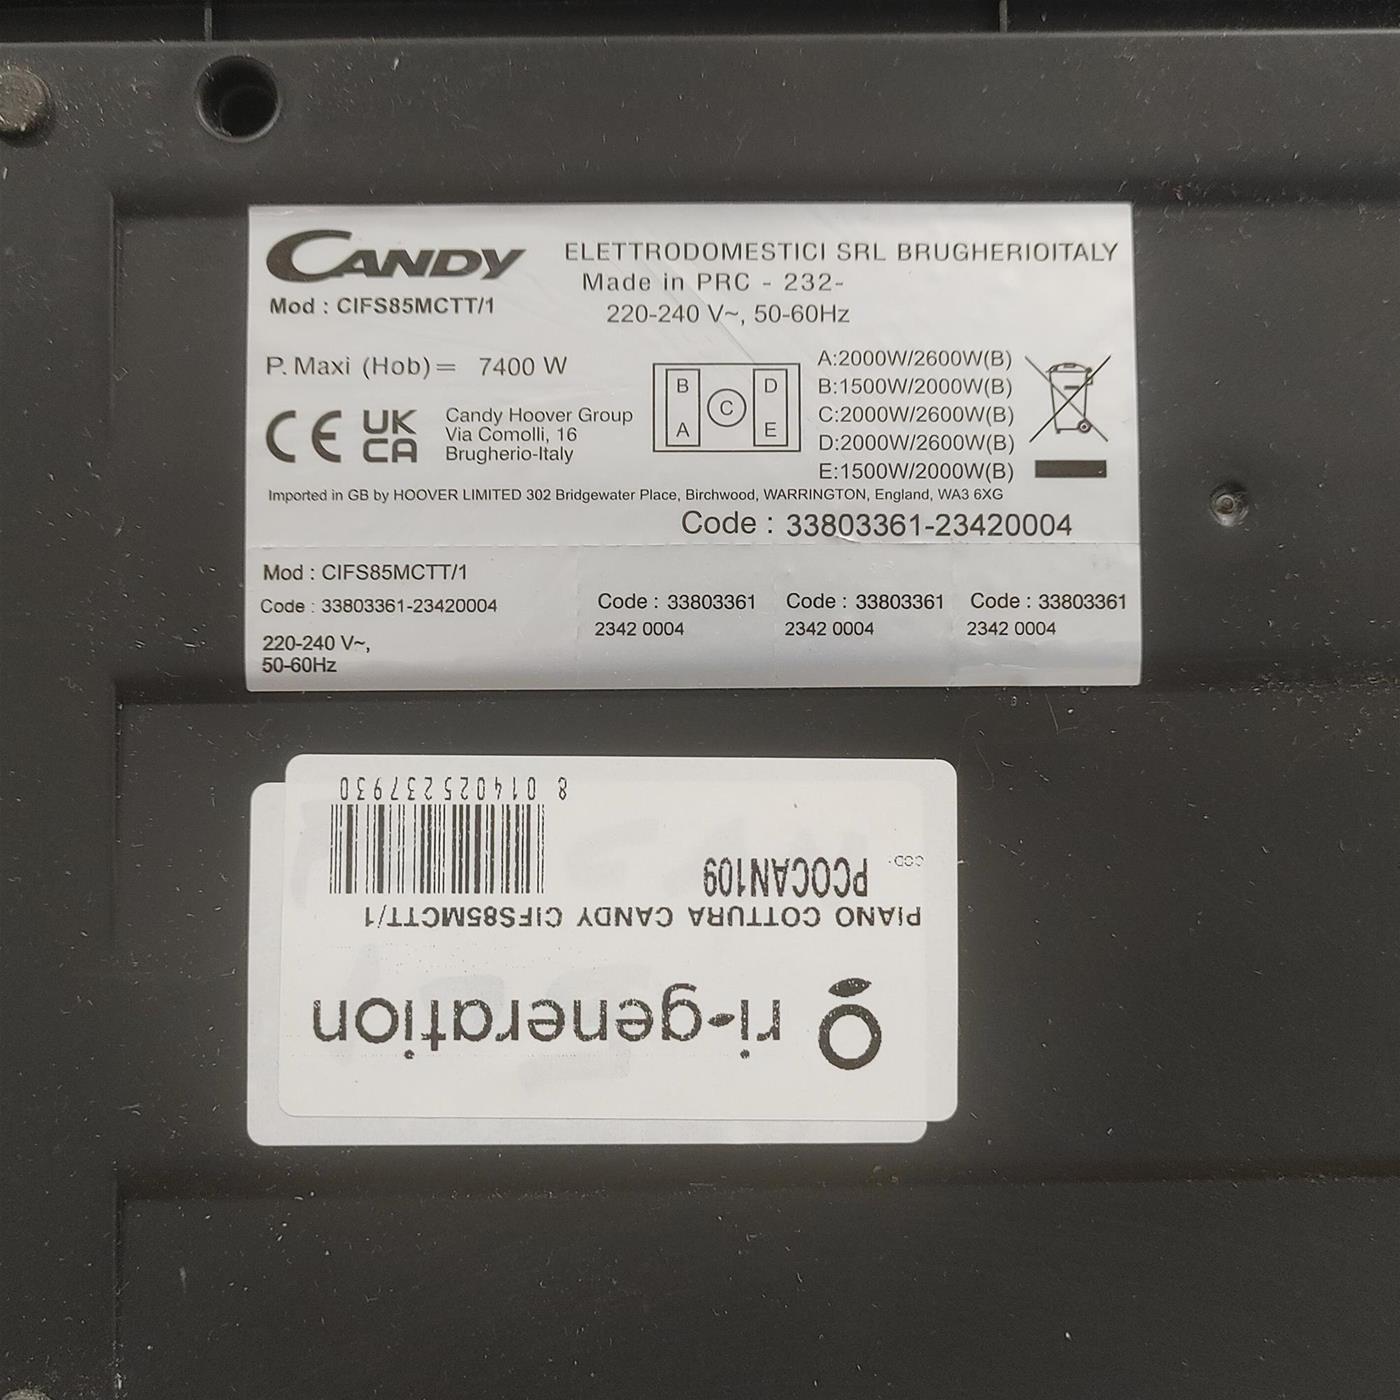 CANDY
ELETTRODOMESTICI SRL BRUGHERIOITALY
Made in PRC - 232-
Mod : CIFS85MCTT/1
220-240 V~, 50-60Hz
P. Maxi (Hob)= 7400 W
B
A
C
D
E
A:2000W/2600W(B)
B:1500W/2000W(B)
C:2000W/2600W(B)
D:2000W/2600W(B)
E:1500W/2000W(B)
CE
UK
CA
Candy Hoover Group
Via Comolli, 16
Brugherio-Italy
Imported in GB by HOOVER LIMITED 302 Bridgewater Place, Birchwood, WARRINGTON, England, WA3 6XG
Code : 33803361-23420004
Mod : CIFS85MCTT/1
Code : 33803361-23420004
220-240 V~,
50-60Hz
Code : 33803361
2342 0004
Code : 33803361
2342 0004
Code : 33803361
2342 0004
ri-generation
PIANO COTTURA CANDY CIFS85MCTT/1
COD:
PCOCAN109
8 014025237930